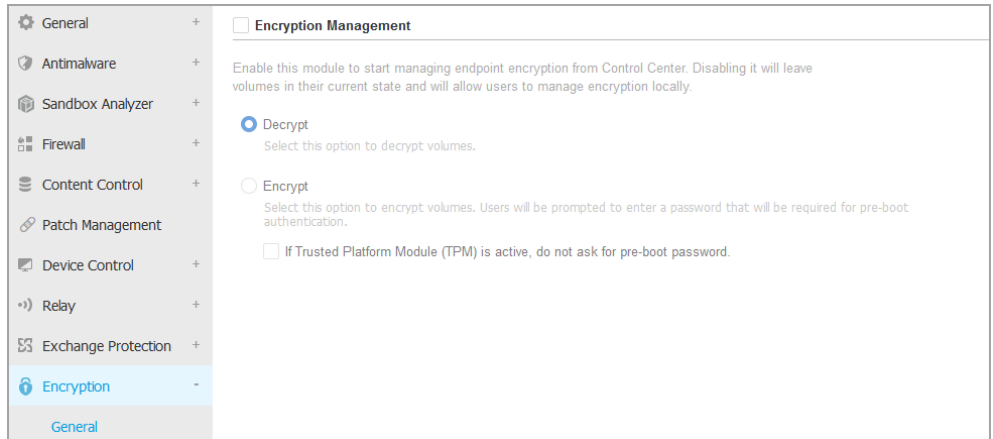 General +
Antimalware +
Sandbox Analyzer +
Firewall +
Content Control +
Patch Management
Device Control +
Relay +
Exchange Protection +
Encryption -
General
Encryption Management
Enable this module to start managing endpoint encryption from Control Center. Disabling it will leave
volumes in their current state and will allow users to manage encryption locally.
Decrypt
Select this option to decrypt volumes.
Encrypt
Select this option to encrypt volumes. Users will be prompted to enter a password that will be required for pre-boot
authentication.
If Trusted Platform Module (TPM) is active, do not ask for pre-boot password.